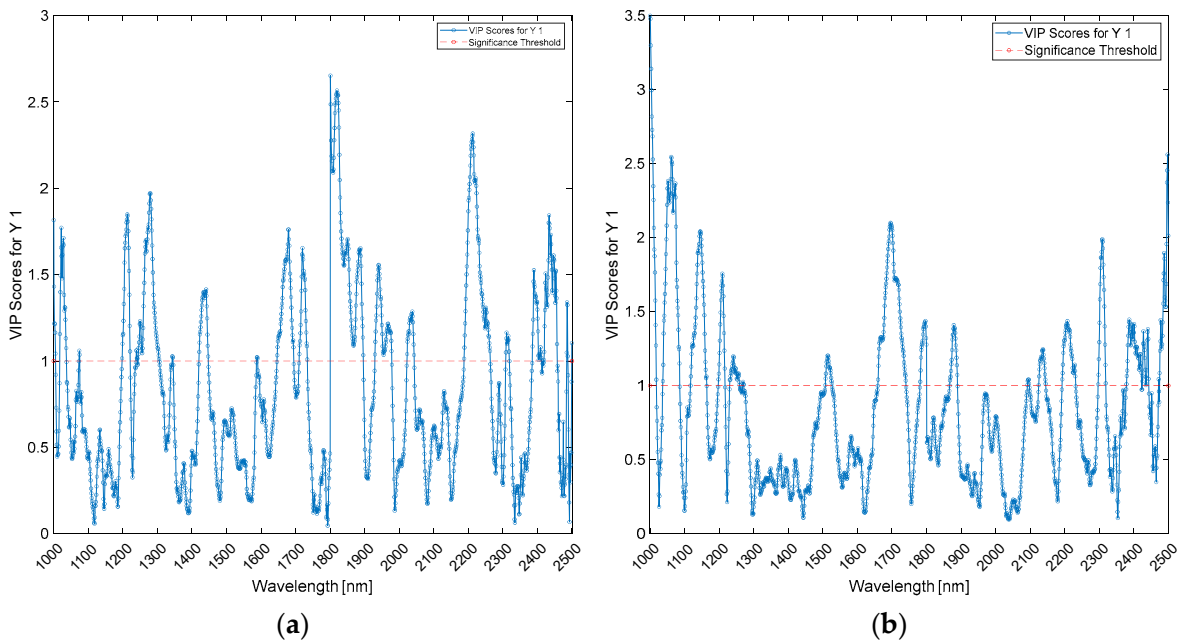 3
2.5
2
1.5
1
0.5
0
VIP Scores for Y 1
VIP Scores for Y 1
Significance Threshold
1000 1100 1200 1300 1400 1500 1600 1700 1800 1900 2000 2100 2200 2300 2400 2500
Wavelength [nm]
(a)
3.5
3
2.5
2
1.5
1
0.5
0
VIP Scores for Y 1
VIP Scores for Y 1
Significance Threshold
1000 1100 1200 1300 1400 1500 1600 1700 1800 1900 2000 2100 2200 2300 2400 2500
Wavelength [nm]
(b)